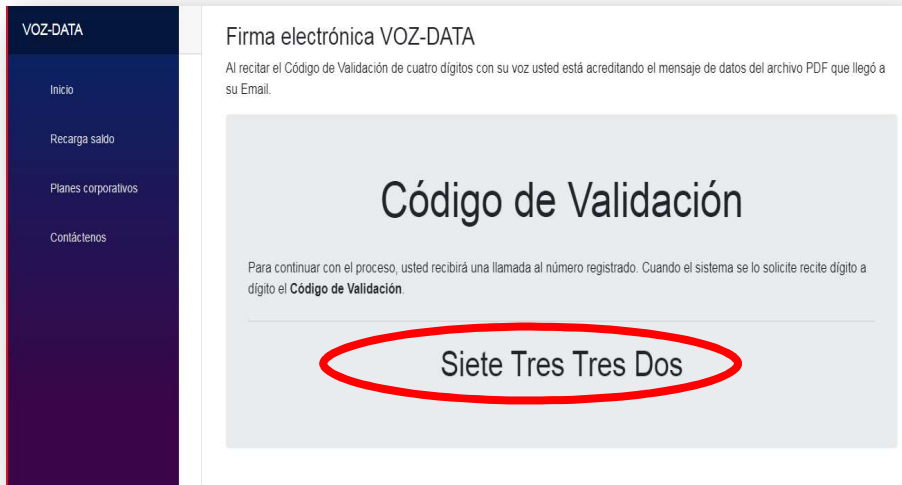 VOZ-DATA
Inicio
Recarga saldo
Planes corporativos
Contáctenos
Firma electrónica VOZ-DATA
Al recitar el Código de Validación de cuatro dígitos con su voz usted está acreditando el mensaje de datos del archivo PDF que llegó a
su Email.
Código de Validación
Para continuar con el proceso, usted recibirá una llamada al número registrado. Cuando el sistema se lo solicite recite dígito a
dígito el Código de Validación.
Siete Tres Tres Dos